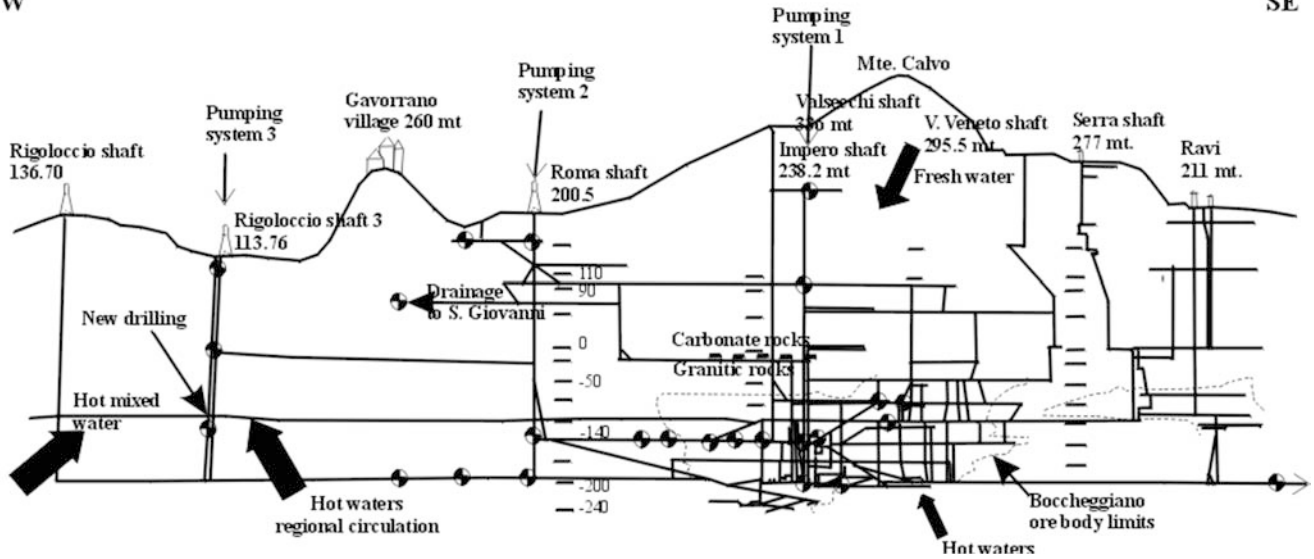 W
SE
Pumping
system 1
Mte. Calvo
Pumping
system 2
Gavorrano
village 260 mt
Pumping
system 3
Valsecchi shaft
336 mt
V. Veneto shaft
295.5 mt.
Serra shaft
277 mt.
Ravi
211 mt.
Rigoloccio shaft
136.70
Impero shaft
238.2 mt
Fresh water
Roma shaft
200.5
Rigoloccio shaft 3
113.76
110
90
Drainage
to S. Giovanni
New drilling
0
Carbonate rocks
Granitic rocks
-50
Hot mixed
water
-140
-200
-240
Hot waters
regional circulation
Boccheggiano
ore body limits
Hot waters